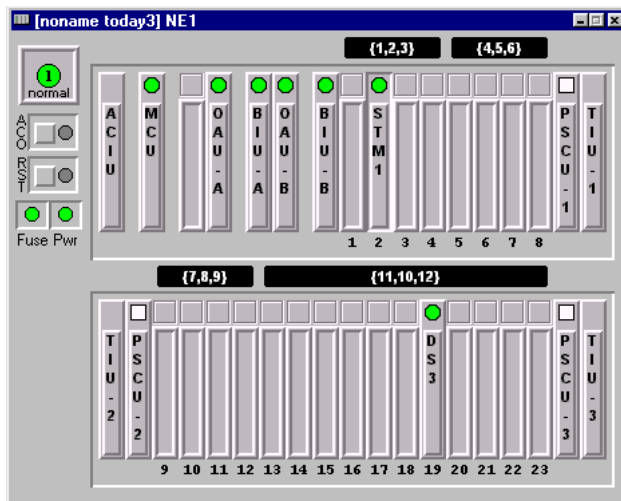 [noname today3] NE1
{1,2,3} {4,5,6}
1
normal
ACO
RST
Fuse Pwr
ACIU
MCU
OAU-A
BIU-A
OAU-B
BIU-B
STM1
PSCU-1
TIU-1
1 2 3 4 5 6 7 8
{7,8,9} {11,10,12}
TIU-2
PSCU-2
DS3
PSCU-3
TIU-3
9 10 11 12 13 14 15 16 17 18 19 20 21 22 23